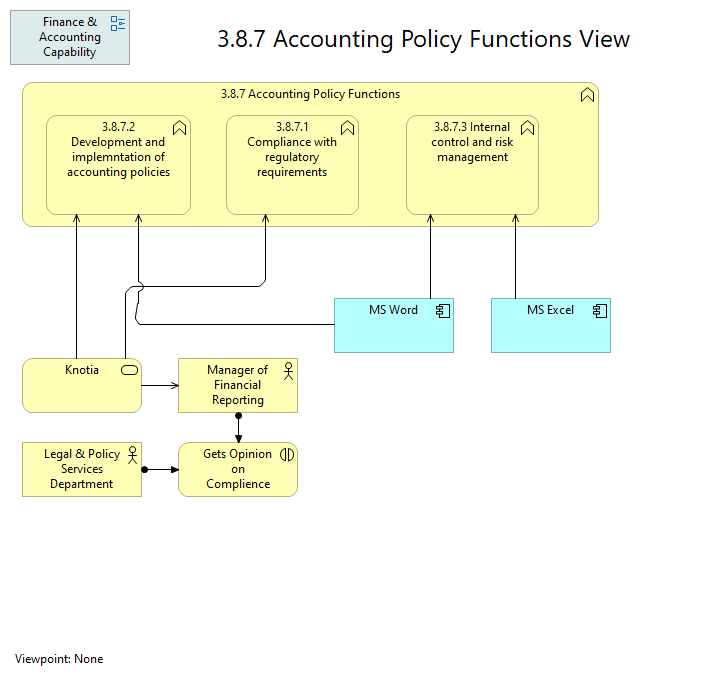 Finance &
Accounting
Capability
3.8.7 Accounting Policy Functions View
3.8.7 Accounting Policy Functions
3.8.7.2
Development and
implemntation of
accounting policies
3.8.7.1
Compliance with
regulatory
requirements
3.8.7.3 Internal
control and risk
management
MS Word
MS Excel
Knotia
Manager of
Financial
Reporting
Legal & Policy
Services
Department
Gets Opinion
on
Complience
Viewpoint: None